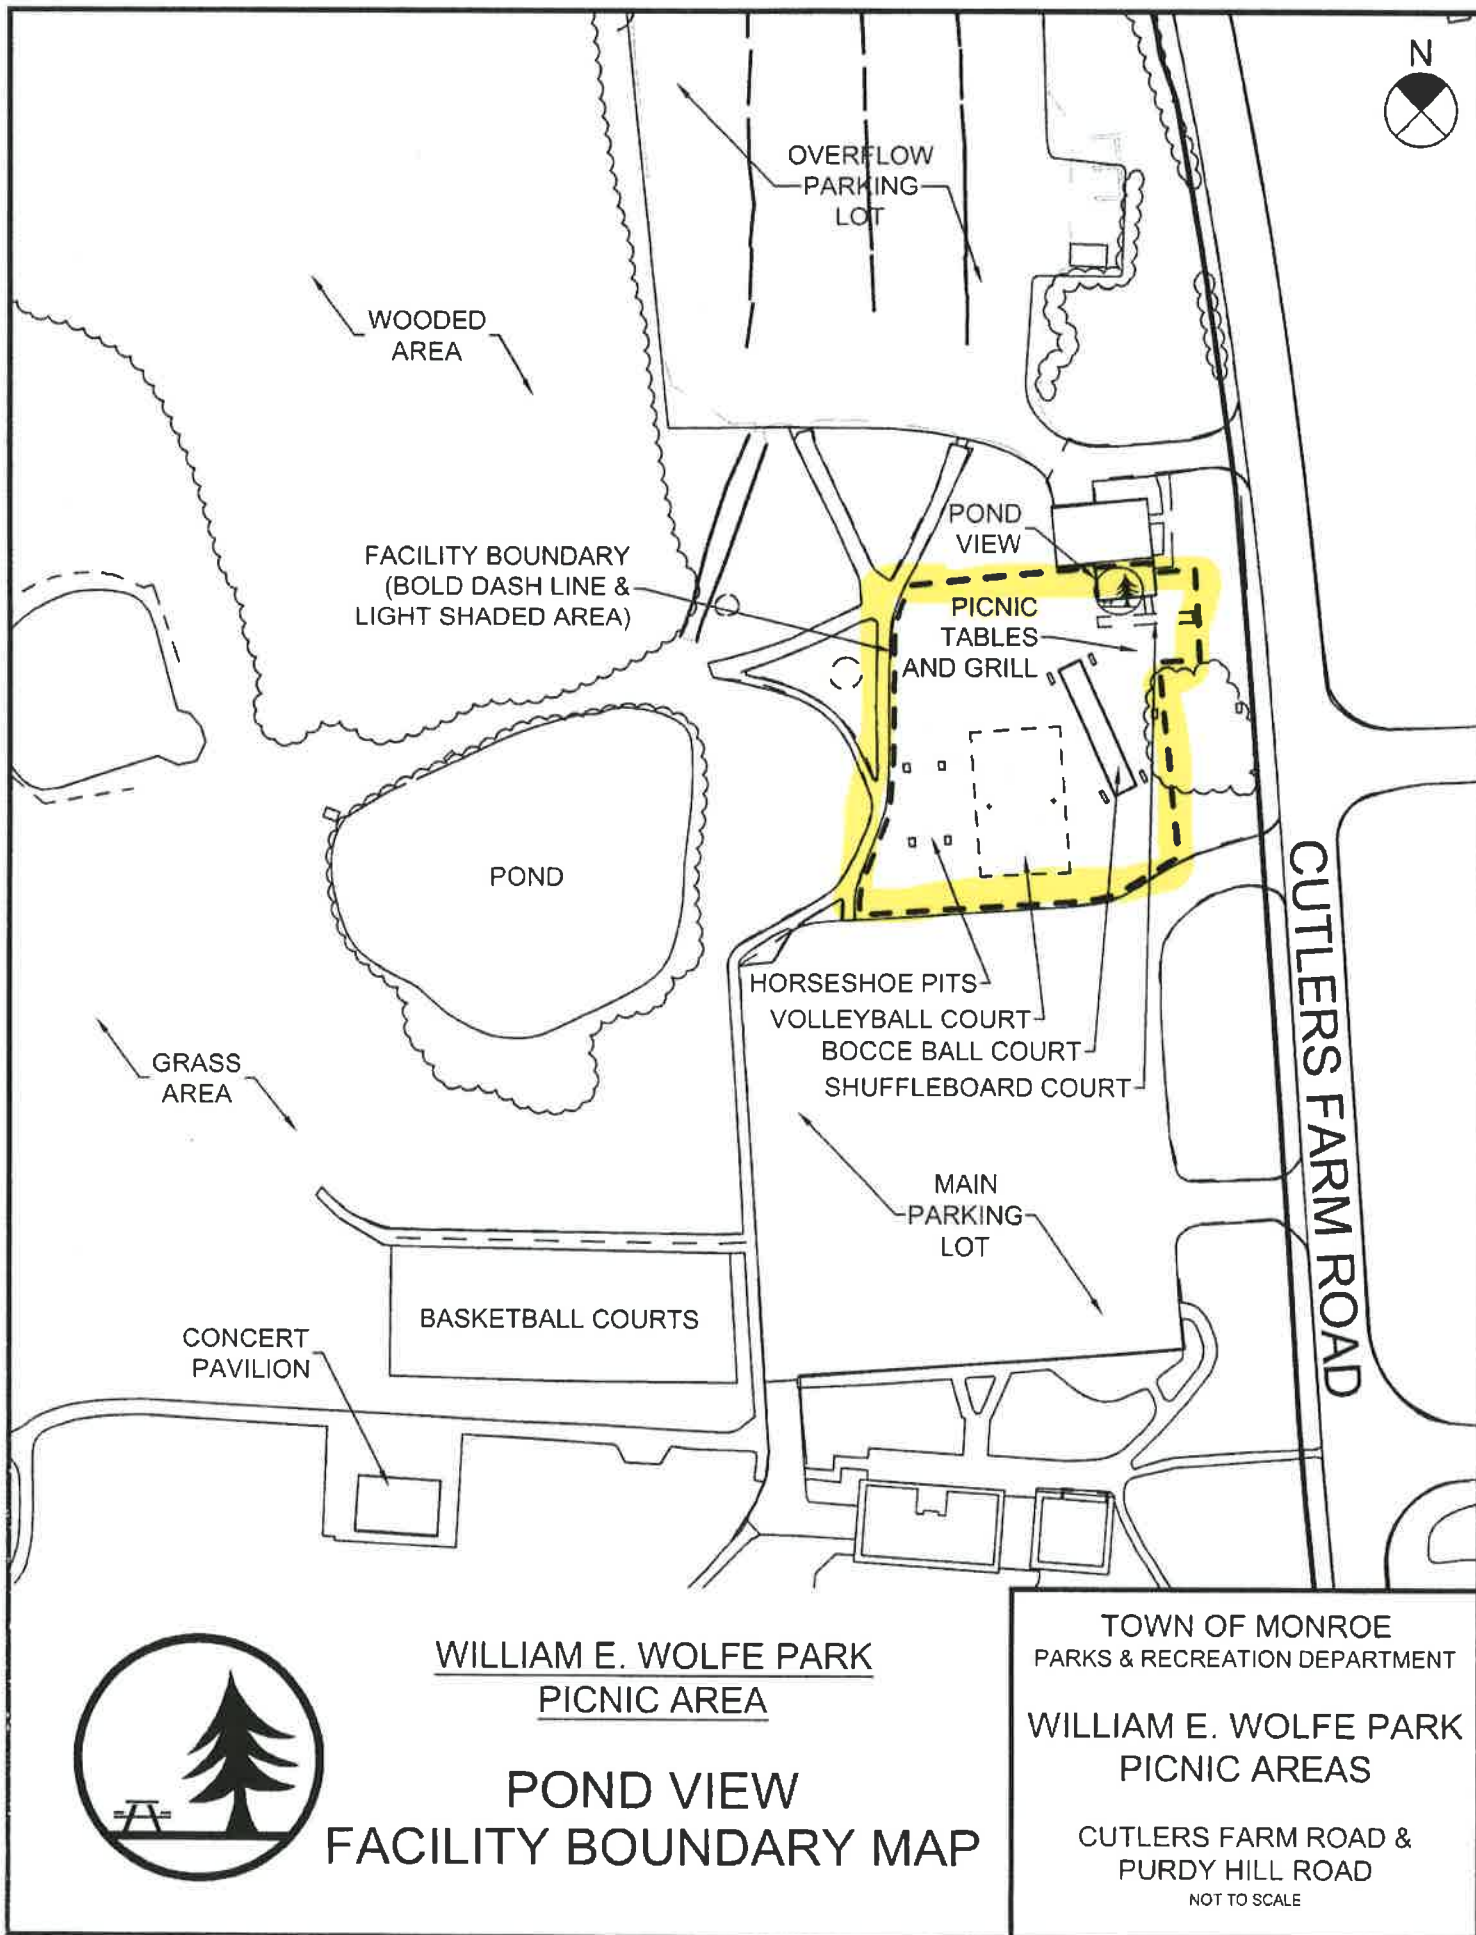 N
OVERFLOW
PARKING
LOT
WOODED
AREA
POND
VIEW
FACILITY BOUNDARY
(BOLD DASH LINE &
LIGHT SHADED AREA)
PICNIC
TABLES
AND GRILL
POND
HORSESHOE PITS
VOLLEYBALL COURT
BOCCE BALL COURT
SHUFFLEBOARD COURT
GRASS
AREA
CUTLERS FARM ROAD
MAIN
PARKING
LOT
BASKETBALL COURTS
CONCERT
PAVILION
WILLIAM E. WOLFE PARK
PICNIC AREA
POND VIEW
FACILITY BOUNDARY MAP
TOWN OF MONROE
PARKS & RECREATION DEPARTMENT
WILLIAM E. WOLFE PARK
PICNIC AREAS
CUTLERS FARM ROAD &
PURDY HILL ROAD
NOT TO SCALE